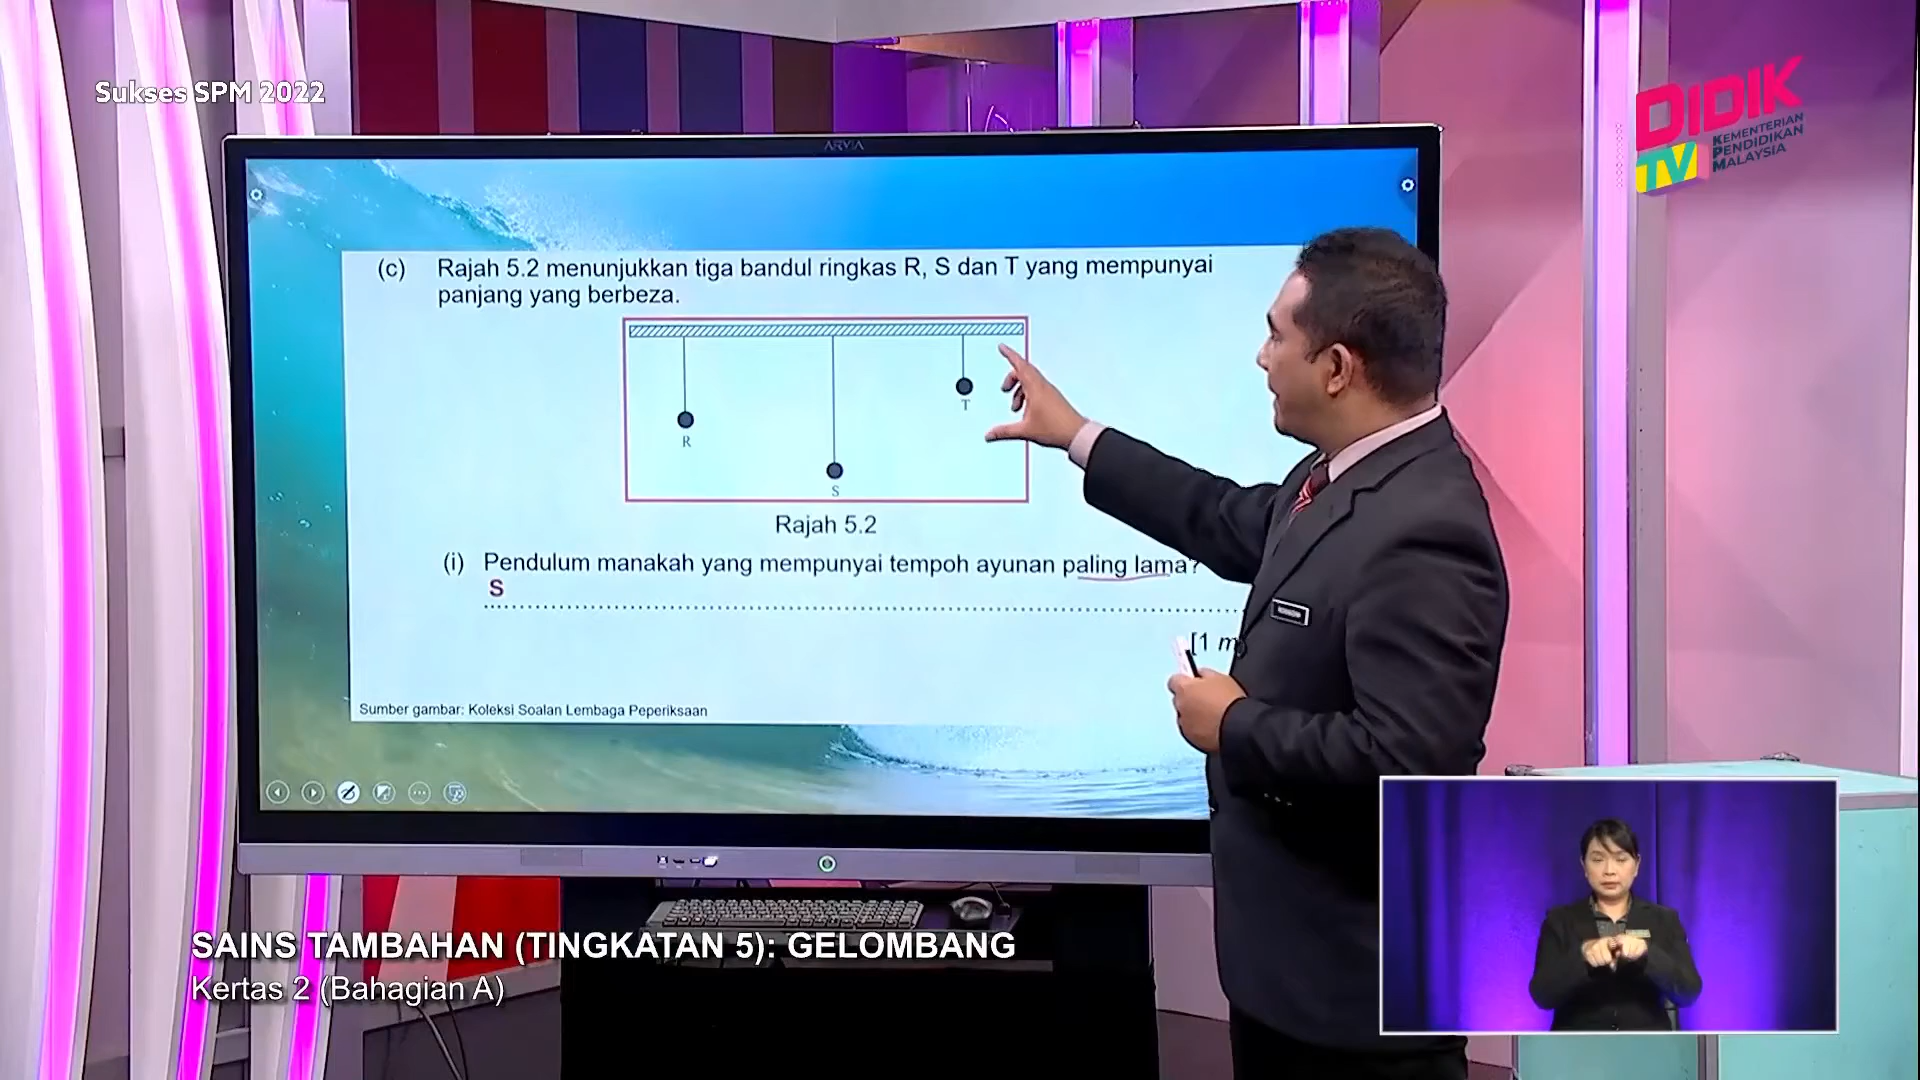 Sukses SPM 2022
DIDIK
TV
KEMENTERIAN
PENDIDIKAN
MALAYSIA
ARVIA
(c) Rajah 5.2 menunjukkan tiga bandul ringkas R, S dan T yang mempunyai
panjang yang berbeza.
T
R
S
Rajah 5.2
(i) Pendulum manakah yang mempunyai tempoh ayunan paling lama?
S
[1 m
Sumber gambar: Koleksi Soalan Lembaga Peperiksaan
SAINS TAMBAHAN (TINGKATAN 5): GELOMBANG
Kertas 2 (Bahagian A)